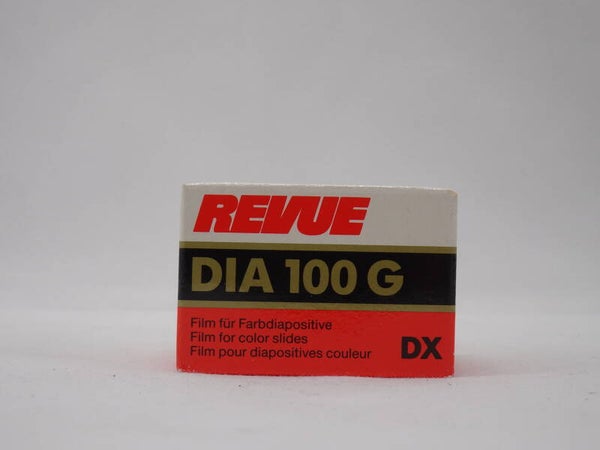 REVUE
DIA 100 G
Film für Farbdiapositive
Film for color slides
Film pour diapositives couleur
DX